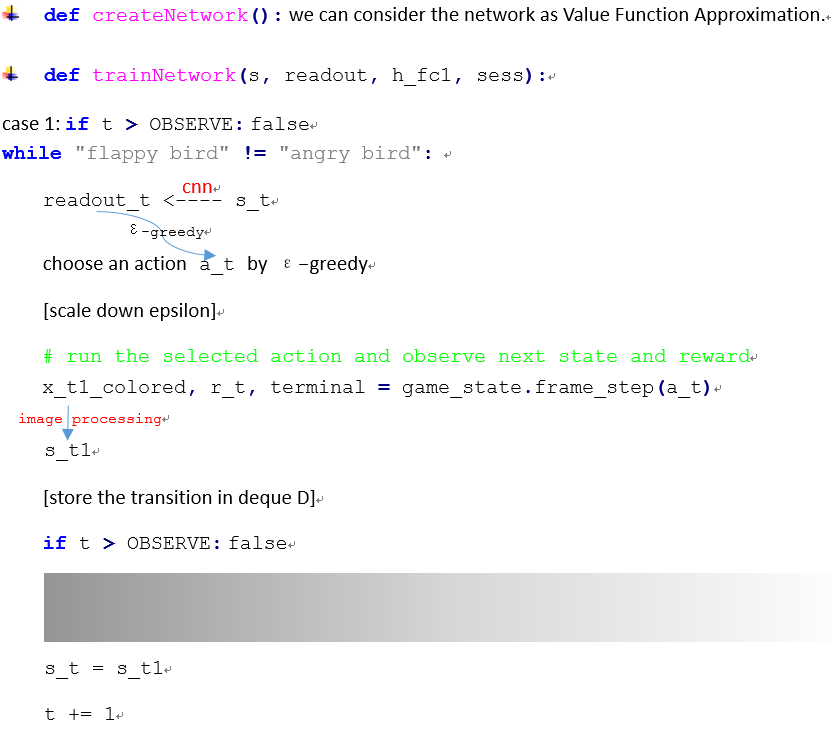 def createNetwork(): we can consider the network as Value Function Approximation.
def trainNetwork(s, readout, h_fc1, sess):
case 1: if t > OBSERVE: false
while "flappy bird" != "angry bird":
cnn
readout_t <---- s_t
ε-greedy
choose an action a_t by ε-greedy
[scale down epsilon]
# run the selected action and observe next state and reward
x_t1_colored, r_t, terminal = game_state.frame_step(a_t)
image processing
s_t1
[store the transition in deque D]
if t > OBSERVE: false
s_t = s_t1
t += 1